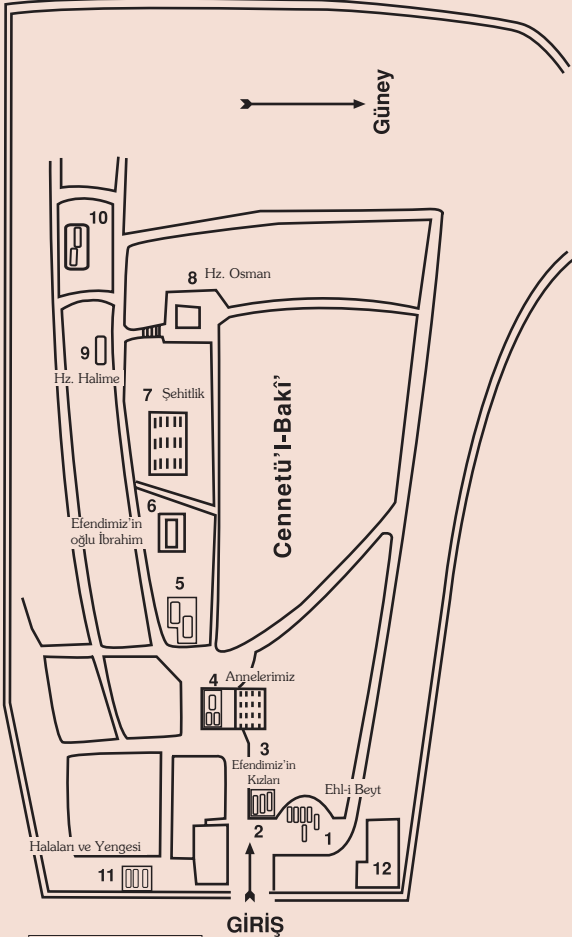 Güney
10
8 Hz. Osman
9
Hz. Halime
7 Şehitlik
Cennetü'l-Bakî'
6
Efendimiz'in
oğlu İbrahim
5
4 Annelerimiz
3
Efendimiz'in
Kızları
Ehl-i Beyt
2
1
Halaları ve Yengesi
11
12
GİRİŞ